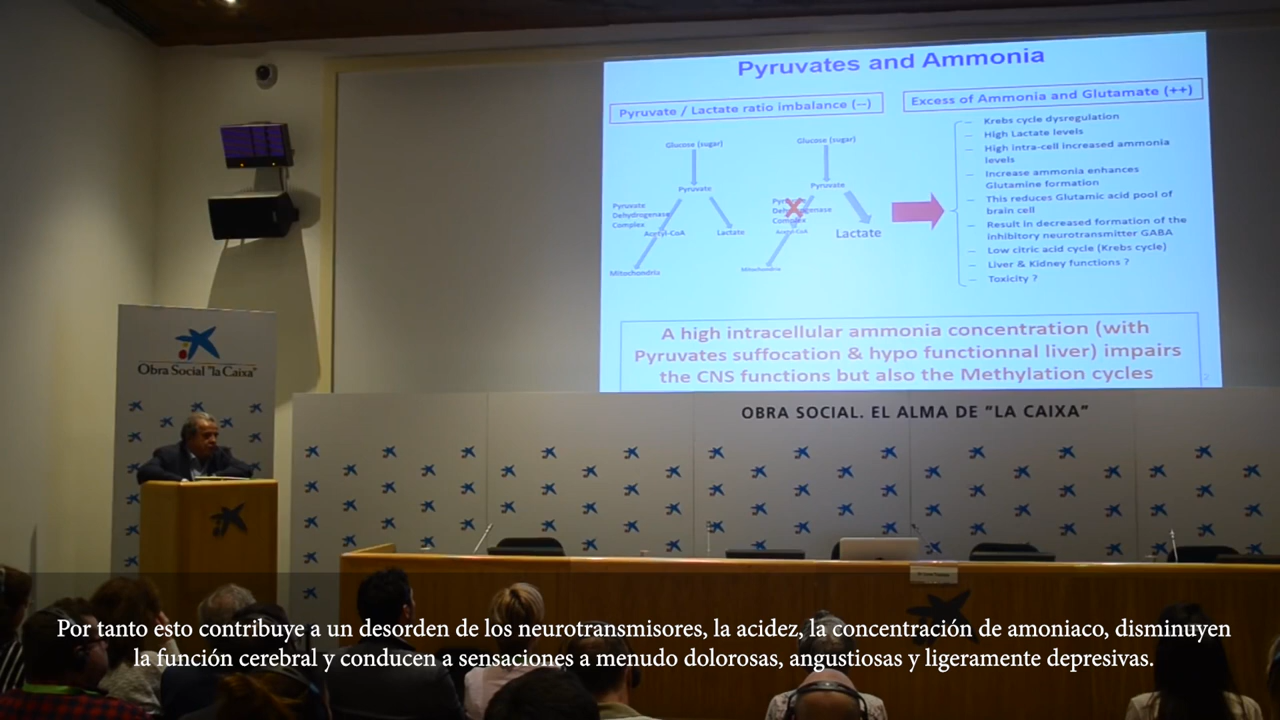 Pyruvates and Ammonia
Pyruvate / Lactate ratio imbalance (--)
Excess of Ammonia and Glutamate (++)
Glucose (sugar)
Pyruvate
Pyruvate
Dehydrogenase
Complex
Acetyl-CoA
Lactate
Mitochondria
Glucose (sugar)
Pyruvate
Pyruvate
Dehydrogenase
Complex
Acetyl-CoA
Lactate
Mitochondria
– Krebs cycle dysregulation
– High Lactate levels
– High intra-cell increased ammonia
levels
– Increase ammonia enhances
Glutamine formation
– This reduces Glutamic acid pool of
brain cell
– Result in decreased formation of the
inhibitory neurotransmitter GABA
– Low citric acid cycle (Krebs cycle)
– Liver & Kidney functions ?
– Toxicity ?
A high intracellular ammonia concentration (with
Pyruvates suffocation & hypo functionnal liver) impairs
the CNS functions but also the Methylation cycles
Obra Social "la Caixa"
OBRA SOCIAL. EL ALMA DE "LA CAIXA"
Por tanto esto contribuye a un desorden de los neurotransmisores, la acidez, la concentración de amoniaco, disminuyen
la función cerebral y conducen a sensaciones a menudo dolorosas, angustiosas y ligeramente depresivas.